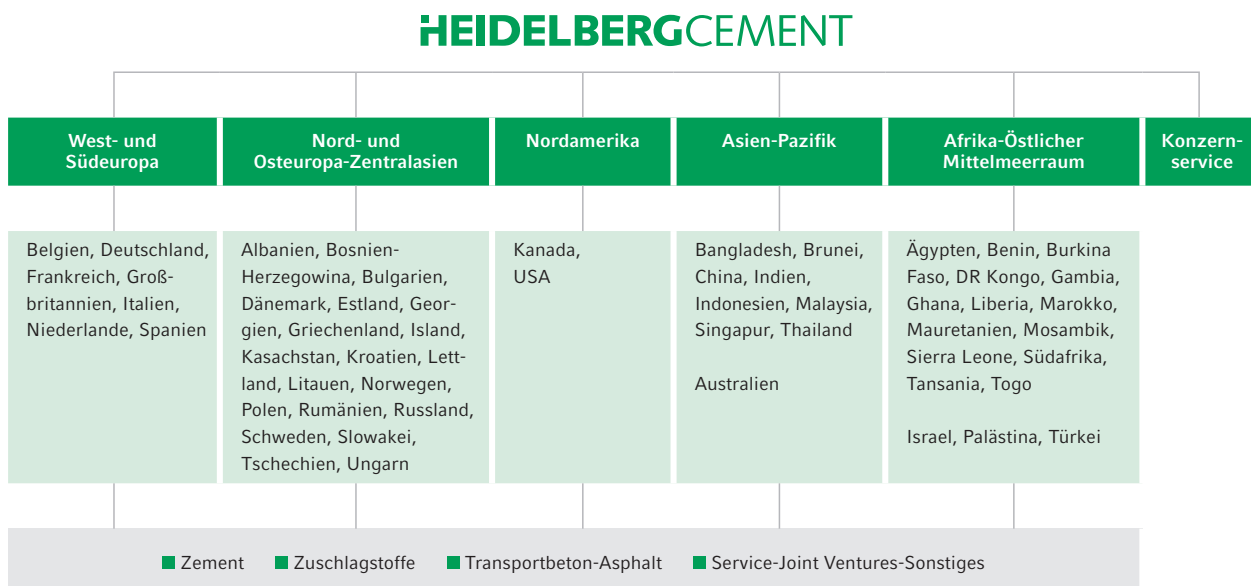 HEIDELBERGCEMENT
West- und
Südeuropa
Nord- und
Osteuropa-Zentralasien
Nordamerika
Asien-Pazifik
Afrika-Östlicher
Mittelmeerraum
Konzern-
service
Belgien, Deutschland,
Frankreich, Groß-
britannien, Italien,
Niederlande, Spanien
Albanien, Bosnien-
Herzegowina, Bulgarien,
Dänemark, Estland, Geor-
gien, Griechenland, Island,
Kasachstan, Kroatien, Lett-
land, Litauen, Norwegen,
Polen, Rumänien, Russland,
Schweden, Slowakei,
Tschechien, Ungarn
Kanada,
USA
Bangladesh, Brunei,
China, Indien,
Indonesien, Malaysia,
Singapur, Thailand
Australien
Ägypten, Benin, Burkina
Faso, DR Kongo, Gambia,
Ghana, Liberia, Marokko,
Mauretanien, Mosambik,
Sierra Leone, Südafrika,
Tansania, Togo
Israel, Palästina, Türkei
Zement Zuschlagstoffe Transportbeton-Asphalt Service-Joint Ventures-Sonstiges